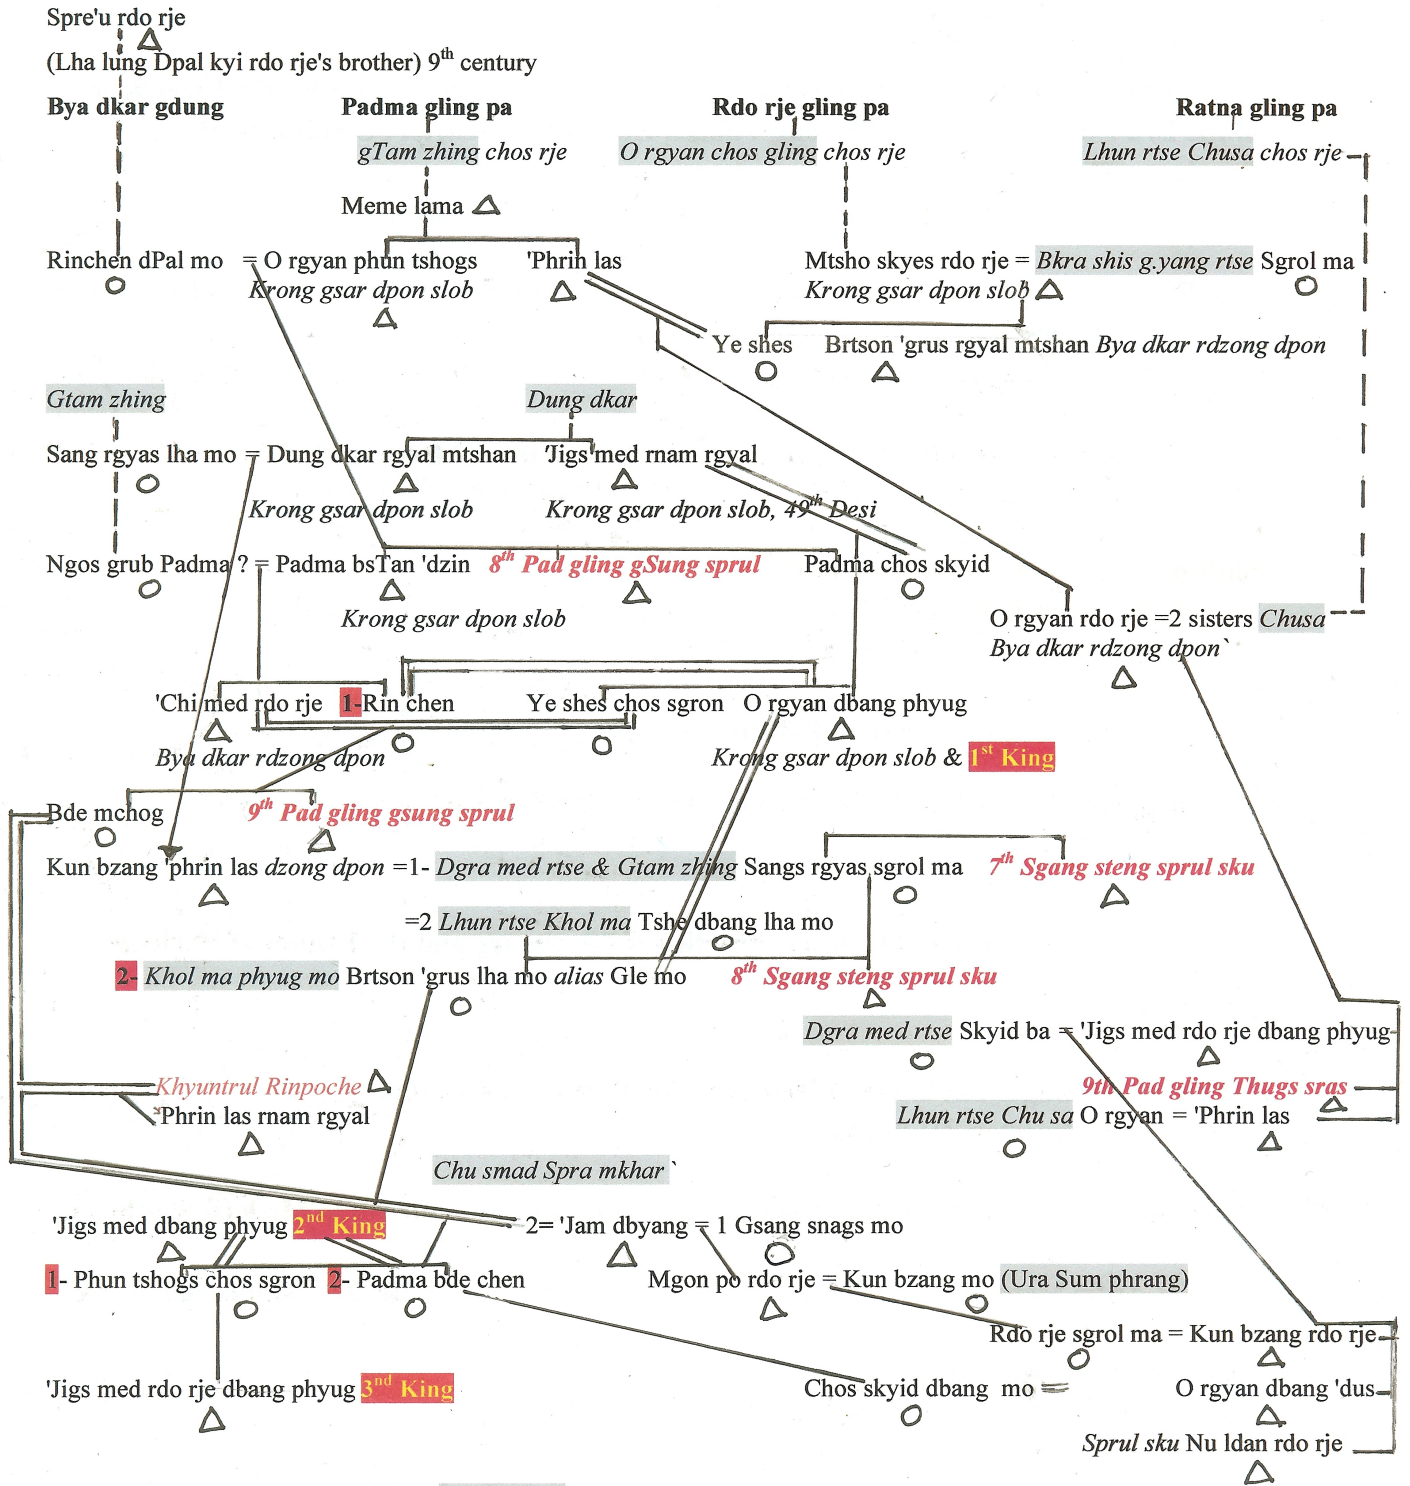 Spre'u rdo rje
(Lha lung Dpal kyi rdo rje's brother) 9th century
Bya dkar gdung Padma gling pa Rdo rje gling pa Ratna gling pa
gTam zhing chos rje O rgyan chos gling chos rje Lhun rtse Chusa chos rje
Meme lama
Rinchen dPal mo = O rgyan phun tshogs 'Phrin las Mtsho skyes rdo rje = Bkra shis g.yang rtse Sgrol ma
Krong gsar dpon slob Krong gsar dpon slob
Ye shes Brtson 'grus rgyal mtshan Bya dkar rdzong dpon
Gtam zhing Dung dkar
Sang rgyas lha mo = Dung dkar rgyal mtshan 'Jigs med rnam rgyal
Krong gsar dpon slob Krong gsar dpon slob, 49th Desi
Ngos grub Padma ? = Padma bsTan 'dzin 8th Pad gling gSung sprul Padma chos skyid
Krong gsar dpon slob O rgyan rdo rje =2 sisters Chusa
Bya dkar rdzong dpon`
'Chi med rdo rje 1-Rin chen Ye shes chos sgron O rgyan dbang phyug
Bya dkar rdzong dpon Krong gsar dpon slob & 1st King
Bde mchog 9th Pad gling gsung sprul
Kun bzang 'phrin las dzong dpon =1- Dgra med rtse & Gtam zhing Sangs rgyas sgrol ma 7th Sgang steng sprul sku
=2 Lhun rtse Khol ma Tshe dbang lha mo
2- Khol ma phyug mo Brtson 'grus lha mo alias Gle mo 8th Sgang steng sprul sku
Dgra med rtse Skyid ba = 'Jigs med rdo rje dbang phyug
Khyuntrul Rinpoche 9th Pad gling Thugs sras
'Phrin las rnam rgyal Lhun rtse Chu sa O rgyan = 'Phrin las
Chu smad Spra mkhar`
'Jigs med dbang phyug 2nd King 2= 'Jam dbyang = 1 Gsang snags mo
1- Phun tshogs chos sgron 2- Padma bde chen Mgon po rdo rje = Kun bzang mo (Ura Sum phrang)
Rdo rje sgrol ma = Kun bzang rdo rje
'Jigs med rdo rje dbang phyug 3nd King Chos skyid dbang mo = O rgyan dbang 'dus
Sprul sku Nu ldan rdo rje